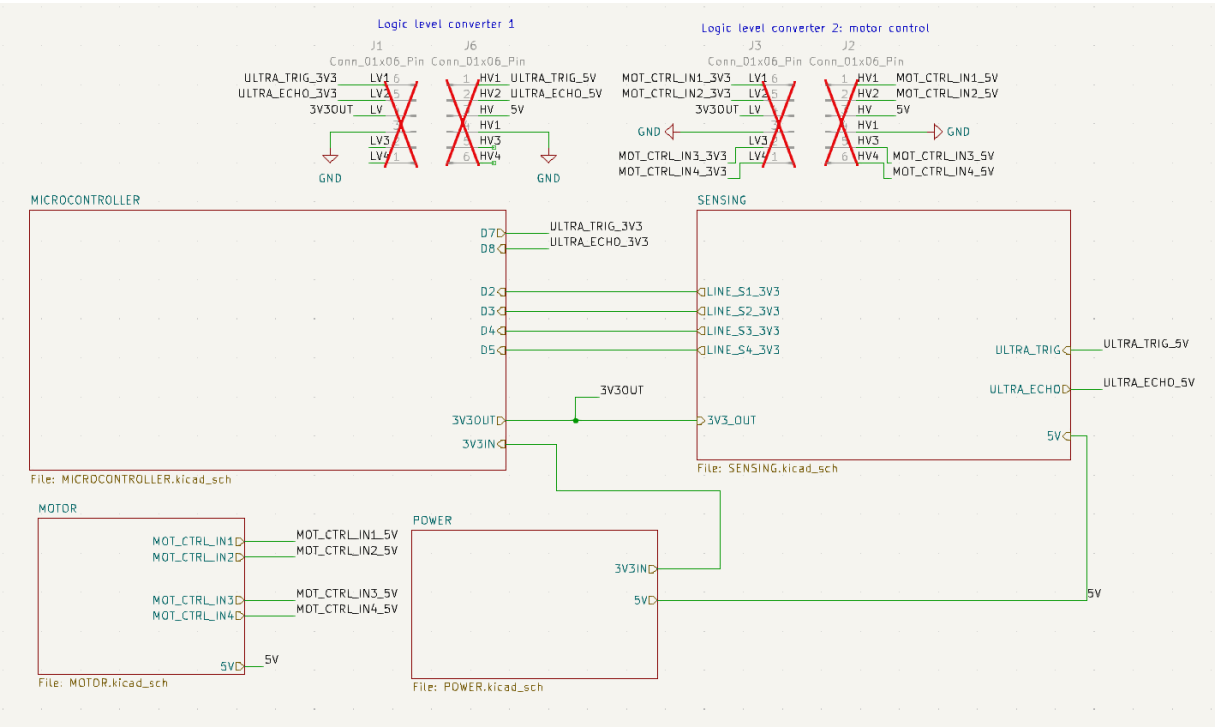 Logic level converter 1
J1
Conn_01x06_Pin
ULTRA_TRIG_3V3 LV1 6
ULTRA_ECHO_3V3 LV2 5
3V3OUT LV
LV3
LV4 1
GND
J6
Conn_01x06_Pin
1 HV1 ULTRA_TRIG_5V
2 HV2 ULTRA_ECHO_5V
HV 5V
HV1
5 HV3
6 HV4
GND
Logic level converter 2: motor control
J3
Conn_01x06_Pin
MOT_CTRL_IN1_3V3 LV1 6
MOT_CTRL_IN2_3V3 LV2 5
3V3OUT LV
GND
LV3
MOT_CTRL_IN3_3V3 LV4 1
MOT_CTRL_IN4_3V3
J2
Conn_01x06_Pin
1 HV1 MOT_CTRL_IN1_5V
2 HV2 MOT_CTRL_IN2_5V
HV 5V
HV1 GND
5 HV3
6 HV4 MOT_CTRL_IN3_5V
MOT_CTRL_IN4_5V
MICROCONTROLLER
D7 ULTRA_TRIG_3V3
D8 ULTRA_ECHO_3V3
D2
D3
D4
D5
3V3OUT
3V3OUT
3V3IN
File: MICROCONTROLLER.kicad_sch
SENSING
LINE_S1_3V3
LINE_S2_3V3
LINE_S3_3V3
LINE_S4_3V3
ULTRA_TRIG ULTRA_TRIG_5V
ULTRA_ECHO ULTRA_ECHO_5V
3V3_OUT
5V
File: SENSING.kicad_sch
MOTOR
MOT_CTRL_IN1 MOT_CTRL_IN1_5V
MOT_CTRL_IN2 MOT_CTRL_IN2_5V
MOT_CTRL_IN3 MOT_CTRL_IN3_5V
MOT_CTRL_IN4 MOT_CTRL_IN4_5V
5V 5V
File: MOTOR.kicad_sch
POWER
3V3IN
5V 5V
File: POWER.kicad_sch